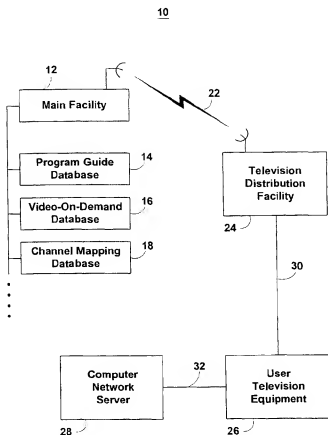 10
12
Main Facility
22
Program Guide
Database
14
Video-On-Demand
Database
16
Channel Mapping
Database
18
Television
Distribution
Facility
24
30
Computer
Network
Server
28
32
User
Television
Equipment
26